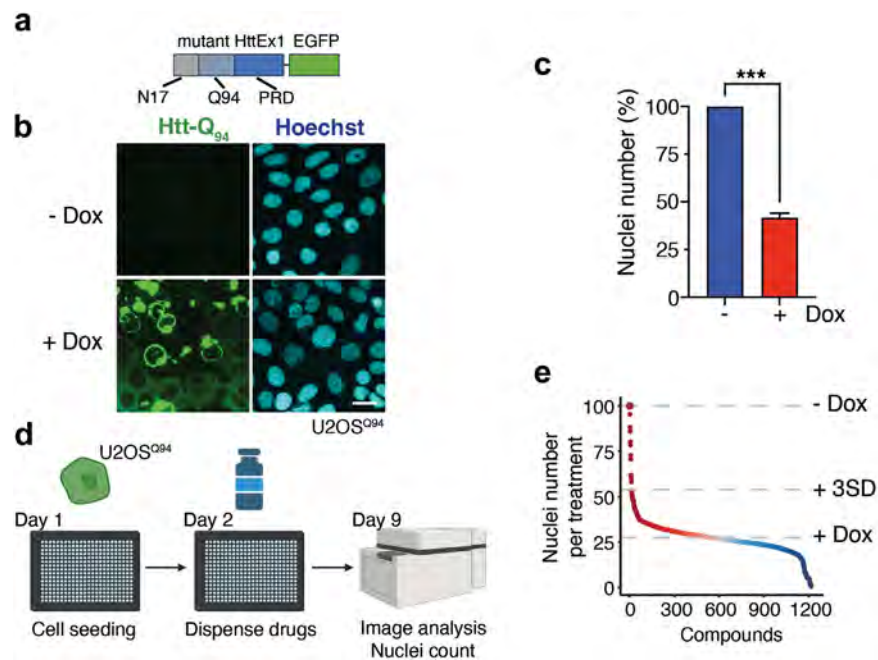 a
mutant HttEx1 EGFP
N17 Q94 PRD
b
Htt-Q94 Hoechst
- Dox
+ Dox
U2OSQ94
c
Nuclei number (%)
100
75
50
25
0
***
- + Dox
d
U2OSQ94
Day 1 Day 2 Day 9
Cell seeding Dispense drugs Image analysis
Nuclei count
e
Nuclei number
per treatment
100
75
50
25
0
- Dox
+ 3SD
+ Dox
0 300 600 900 1200
Compounds